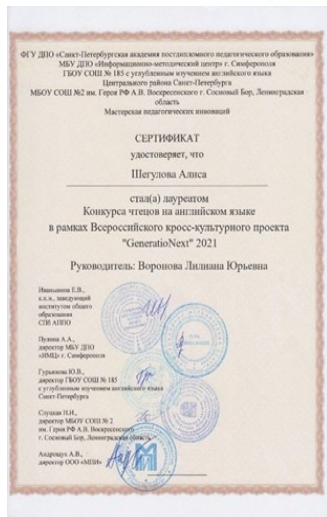 ФГУ ДПО «Санкт-Петербургская академия постдипломного педагогического образования»
МБУ ДПО «Информационно-методический центр» г. Симферополя
ГБОУ СОШ № 185 с углубленным изучением английского языка
Центрального района Санкт-Петербурга
МБОУ СОШ №2 им. Героя РФ А.В. Воскресенского г. Сосновый Бор, Ленинградская
область
Мастерская педагогических инноваций
СЕРТИФИКАТ
удостоверяет, что
Шегулова Алиса
стал(а) лауреатом
Конкурса чтецов на английском языке
в рамках Всероссийского кросс-культурного проекта
"GeneratioNext" 2021
Руководитель: Воронова Лилиана Юрьевна
Иваньшина Е.В.,
к.п.н., заведующий
институтом общего
образования
СПб АППО
Пулина А.А.,
директор МБУ ДПО
«ИМЦ» г. Симферополя
Гурьянова Ю.В.,
директор ГБОУ СОШ № 185
с углубленным изучением английского языка
Санкт-Петербурга
Слуцкая Н.Н.,
директор МБОУ СОШ № 2
им. Героя РФ А.В. Воскресенского
г. Сосновый Бор, Ленинградская область
Андрощук А.В.,
директор ООО «МПИ»